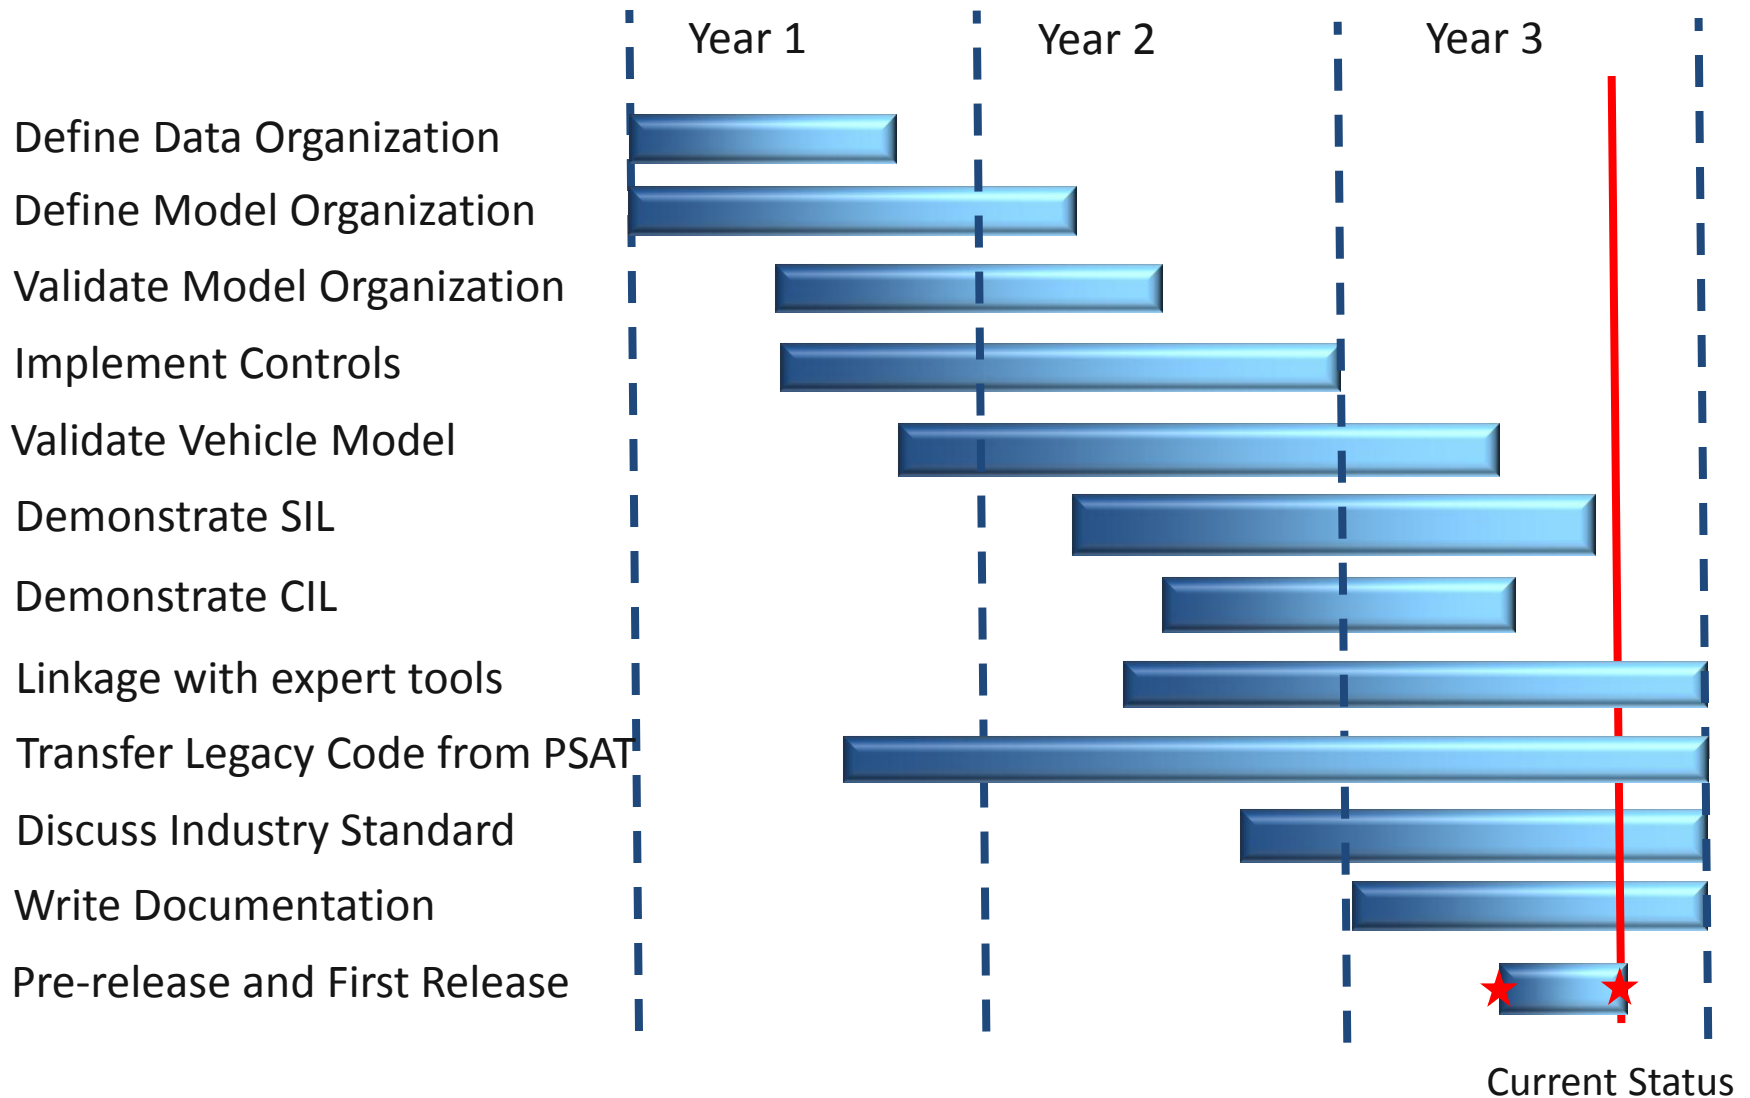 Year 1
Year 2
Year 3
Define Data Organization
Define Model Organization
Validate Model Organization
Implement Controls
Validate Vehicle Model
Demonstrate SIL
Demonstrate CIL
Linkage with expert tools
Transfer Legacy Code from PSAT
Discuss Industry Standard
Write Documentation
Pre-release and First Release
Current Status